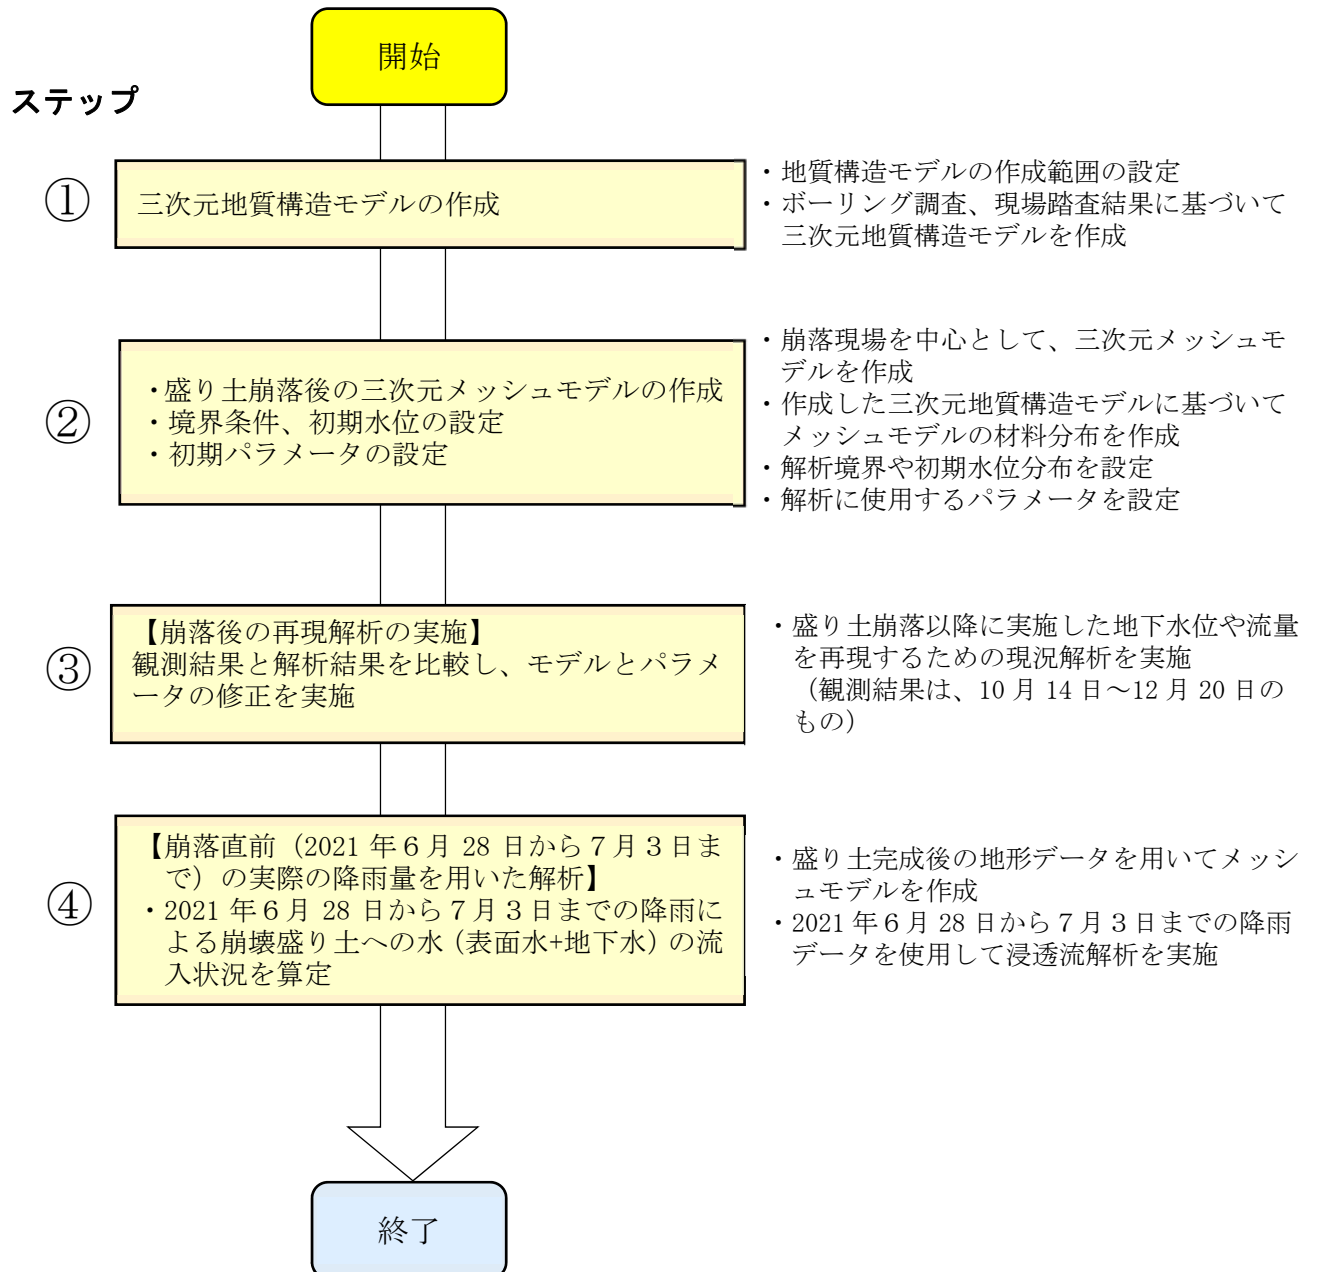 開始
ステップ
①
三次元地質構造モデルの作成
・地質構造モデルの作成範囲の設定
・ボーリング調査、現場踏査結果に基づいて
三次元地質構造モデルを作成
②
・盛り土崩落後の三次元メッシュモデルの作成
・境界条件、初期水位の設定
・初期パラメータの設定
・崩落現場を中心として、三次元メッシュモ
デルを作成
・作成した三次元地質構造モデルに基づいて
メッシュモデルの材料分布を作成
・解析境界や初期水位分布を設定
・解析に使用するパラメータを設定
③
【崩落後の再現解析の実施】
観測結果と解析結果を比較し、モデルとパラメ
ータの修正を実施
・盛り土崩落以降に実施した地下水位や流量
を再現するための現況解析を実施
（観測結果は、10 月 14 日～12 月 20 日の
もの）
④
【崩落直前（2021 年６月 28 日から７月３日ま
で）の実際の降雨量を用いた解析】
・2021 年６月 28 日から７月３日までの降雨に
よる崩壊盛り土への水（表面水+地下水）の流
入状況を算定
・盛り土完成後の地形データを用いてメッシ
ュモデルを作成
・2021 年６月 28 日から７月３日までの降雨
データを使用して浸透流解析を実施
終了